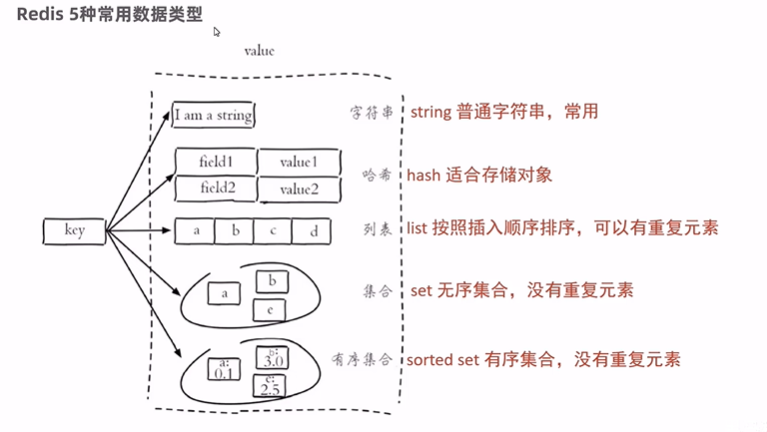 Redis 5种常用数据类型
value
I am a string
字符串
string 普通字符串，常用
field1 value1
field2 value2
哈希
hash 适合存储对象
key
a b c d
列表
list 按照插入顺序排序，可以有重复元素
a
b
c
集合
set 无序集合，没有重复元素
a:
0.1
b:
3.0
c:
2.5
有序集合
sorted set 有序集合，没有重复元素